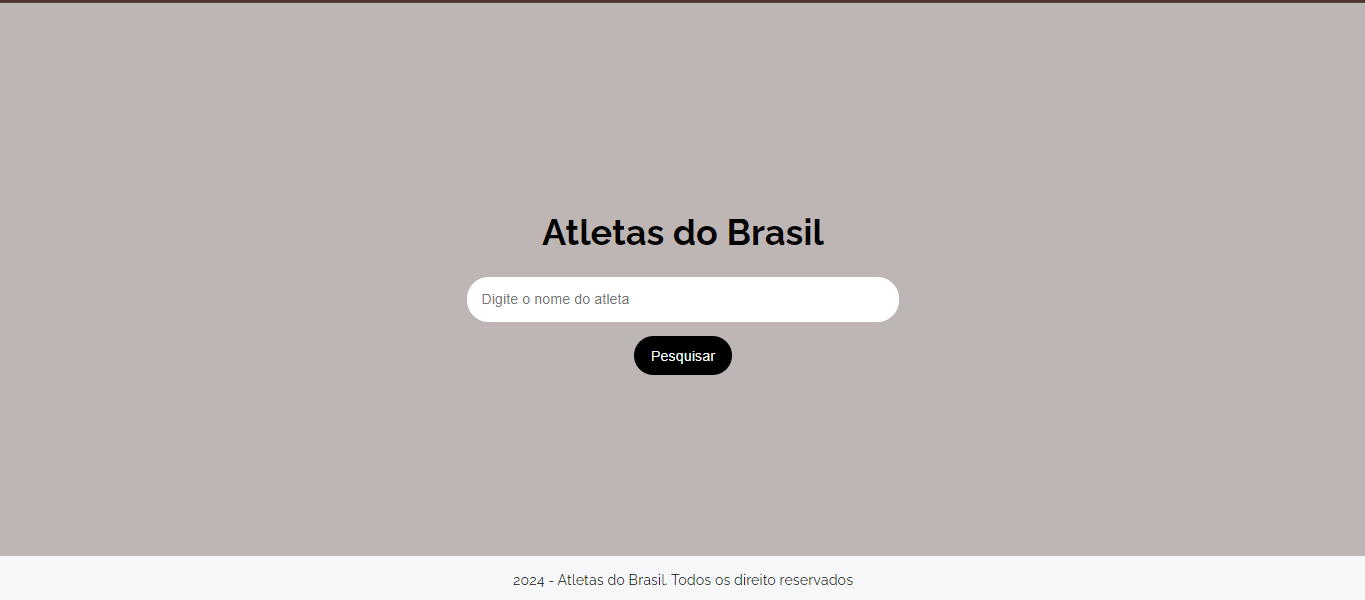 Atletas do Brasil
Digite o nome do atleta
Pesquisar
2024 - Atletas do Brasil. Todos os direito reservados